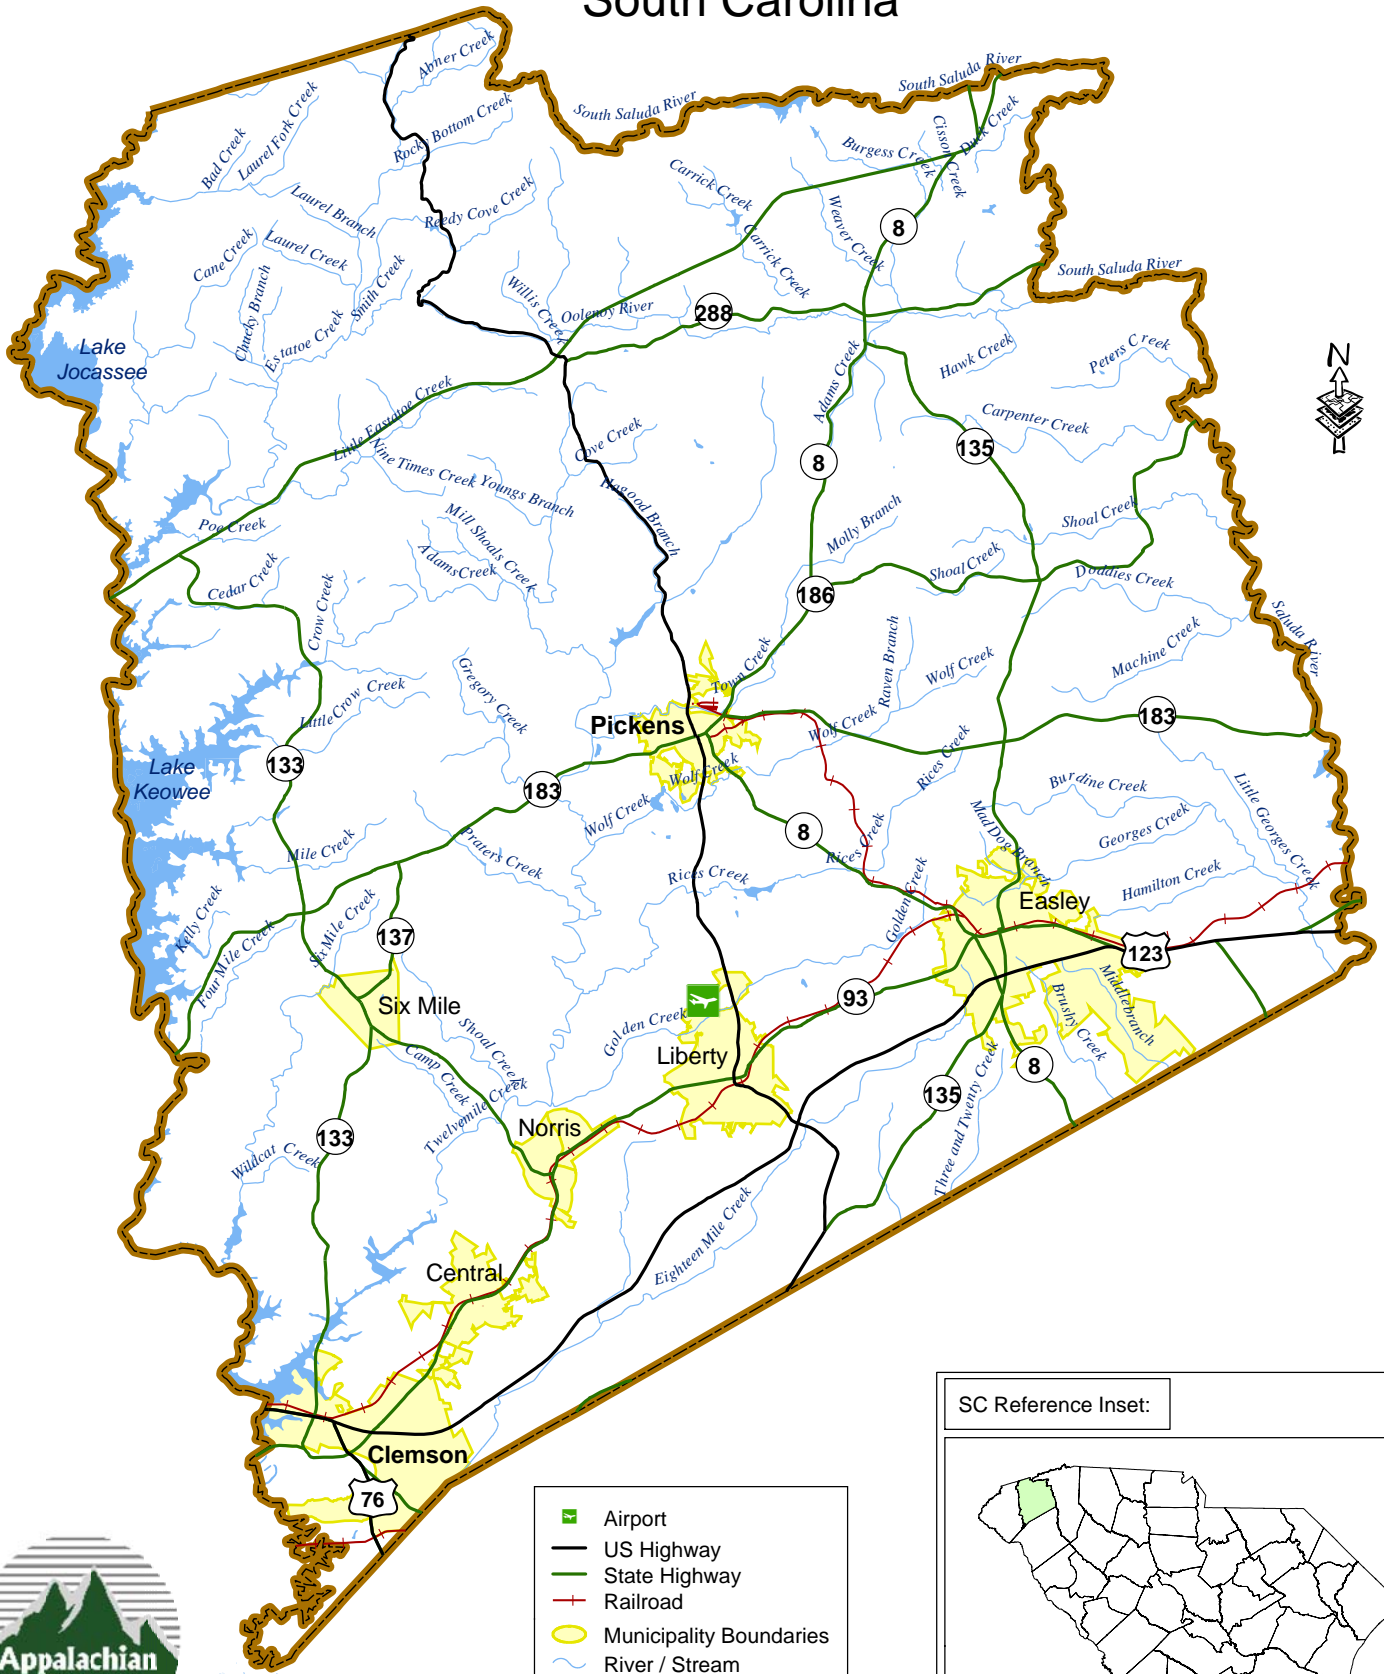 South Carolina
Abner Creek
South Saluda River
South Saluda River
Rocky Bottom Creek
Laurel Fork Creek
Bad Creek
Cisson Creek
Duck Creek
Burgess Creek
Carrick Creek
Laurel Branch
Reedy Cove Creek
Weaver Creek
8
Cane Creek
Laurel Creek
Carrick Creek
Smith Creek
South Saluda River
Chucky Branch
Willis Creek
Oolenoy River
288
Estatoe Creek
Lake
Jocassee
Hawk Creek
Peters Creek
N
Adams Creek
Little Eastatoe Creek
Carpenter Creek
Cove Creek
135
8
Nine Times Creek
Youngs Branch
Hagood Branch
Poe Creek
Mill Shoals Creek
Molly Branch
Shoal Creek
Adams Creek
Shoal Creek
Doddies Creek
Cedar Creek
Crow Creek
186
Saluda River
Town Creek
Raven Branch
Wolf Creek
Machine Creek
Gregory Creek
Little Crow Creek
Pickens
Wolf Creek
183
133
Lake
Keowee
183
Wolf Creek
Rices Creek
Burdine Creek
Little Georges Creek
Wolf Creek
8
Mad Dog Branch
Georges Creek
Mile Creek
Praters Creek
Rices Creek
Rices Creek
Hamilton Creek
Golden Creek
Easley
Kelly Creek
Six Mile Creek
Four Mile Creek
137
123
Six Mile
93
Middlebranch
Brushy Creek
Golden Creek
Shoal Creek
Liberty
Camp Creek
8
135
Twelvemile Creek
Three and Twenty Creek
Norris
133
Wildcat Creek
Eighteen Mile Creek
Central
Clemson
76
SC Reference Inset:
Airport
US Highway
State Highway
Railroad
Municipality Boundaries
River / Stream
Appalachian